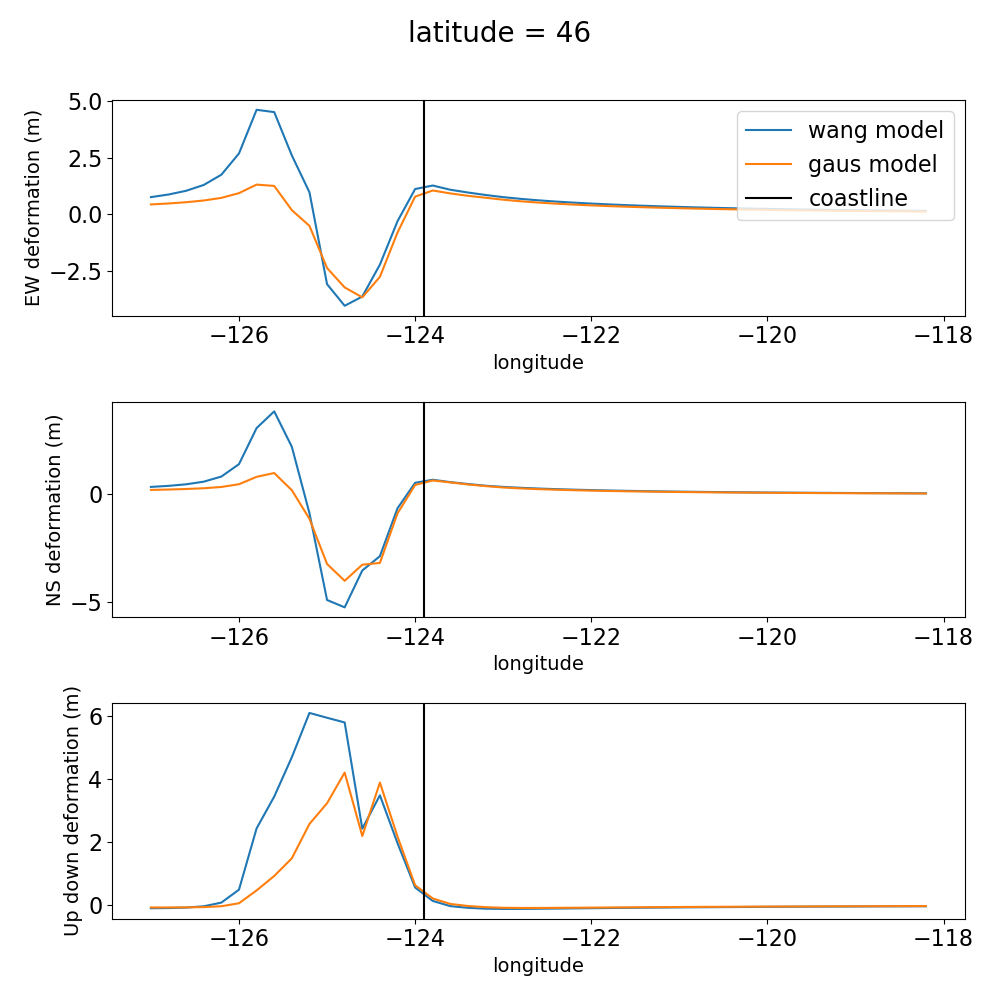 latitude = 46
EW deformation (m)
5.0
2.5
0.0
−2.5
wang model
gaus model
coastline
−126
−124
−122
−120
−118
longitude
NS deformation (m)
0
−5
−126
−124
−122
−120
−118
longitude
Up down deformation (m)
6
4
2
0
−126
−124
−122
−120
−118
longitude